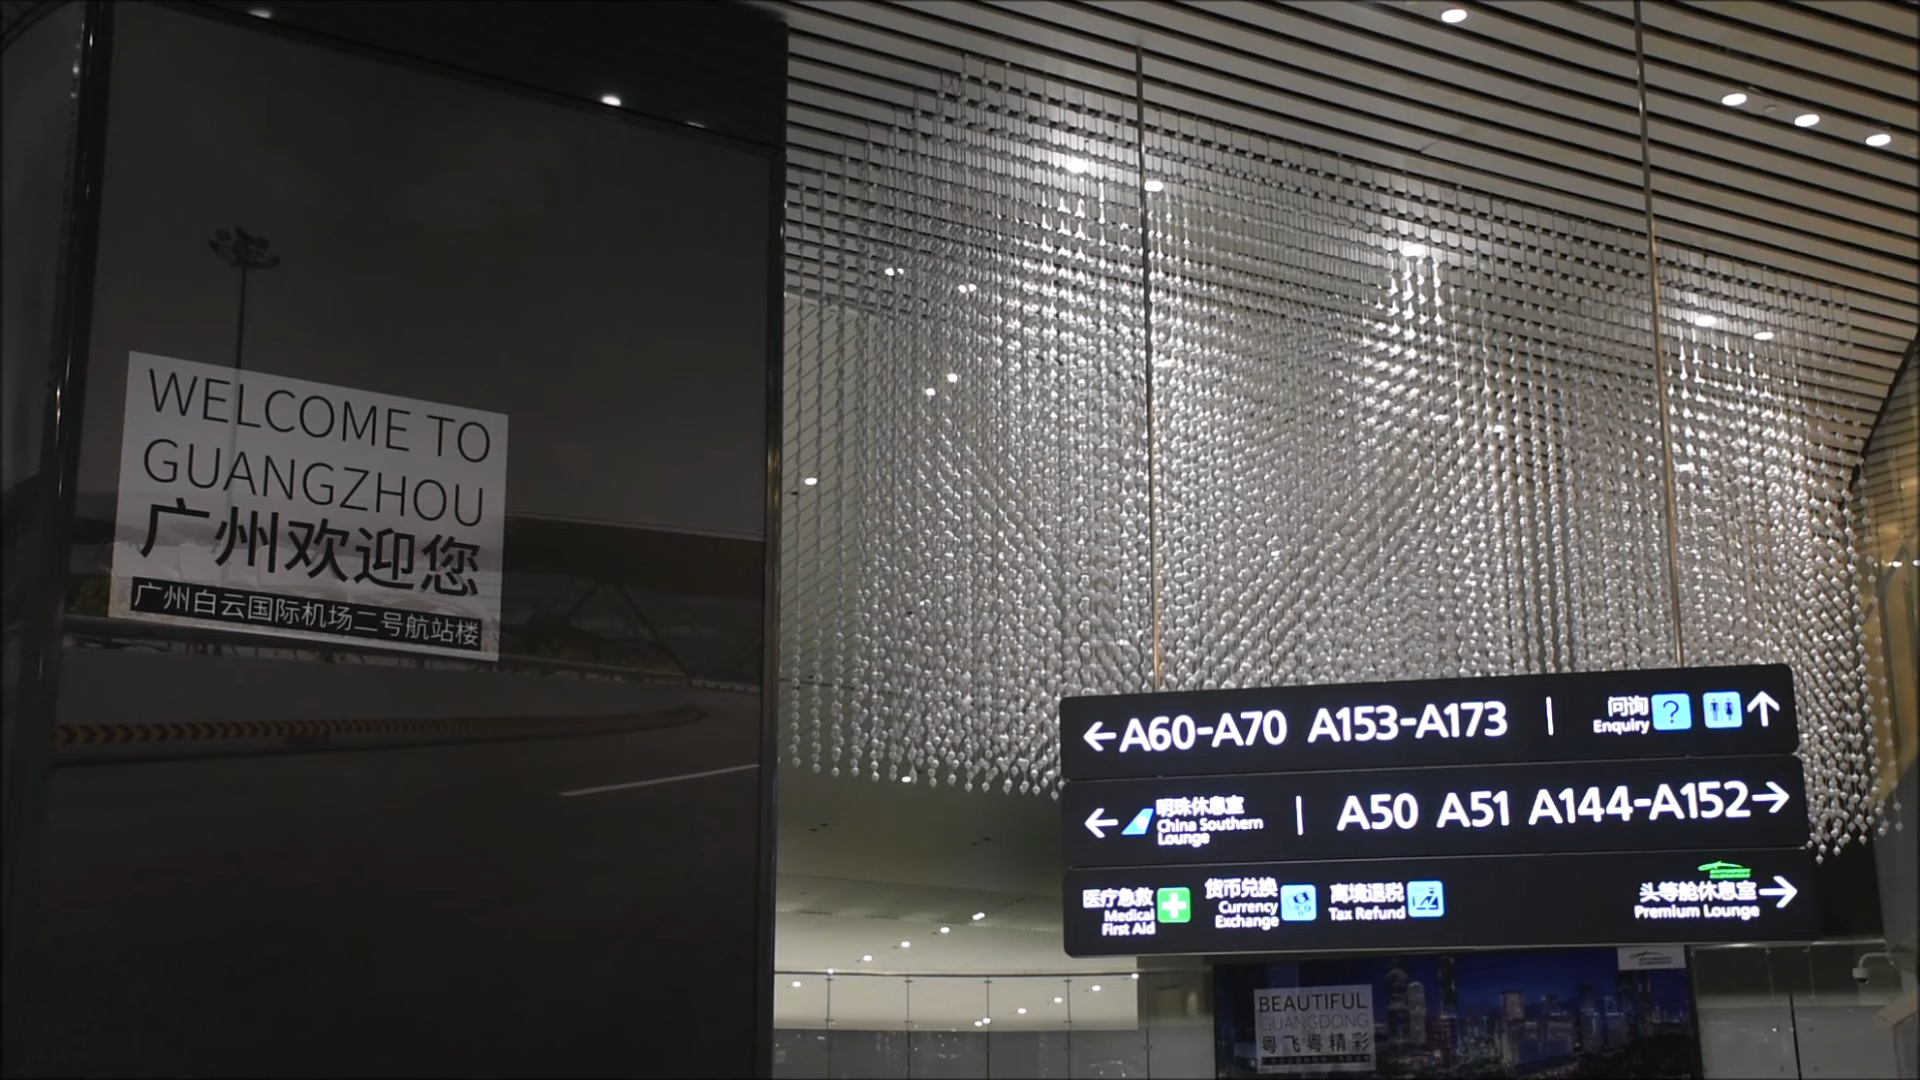 WELCOME TO
GUANGZHOU
广州欢迎您
广州白云国际机场二号航站楼
A60-A70 A153-A173
问询
Enquiry
?
明珠休息室
China Southern
Lounge
A50 A51 A144-A152
医疗急救
Medical
First Aid
货币兑换
Currency
Exchange
离境退税
Tax Refund
头等舱休息室
Premium Lounge
BEAUTIFUL
GUANGDONG
粤飞粤精彩